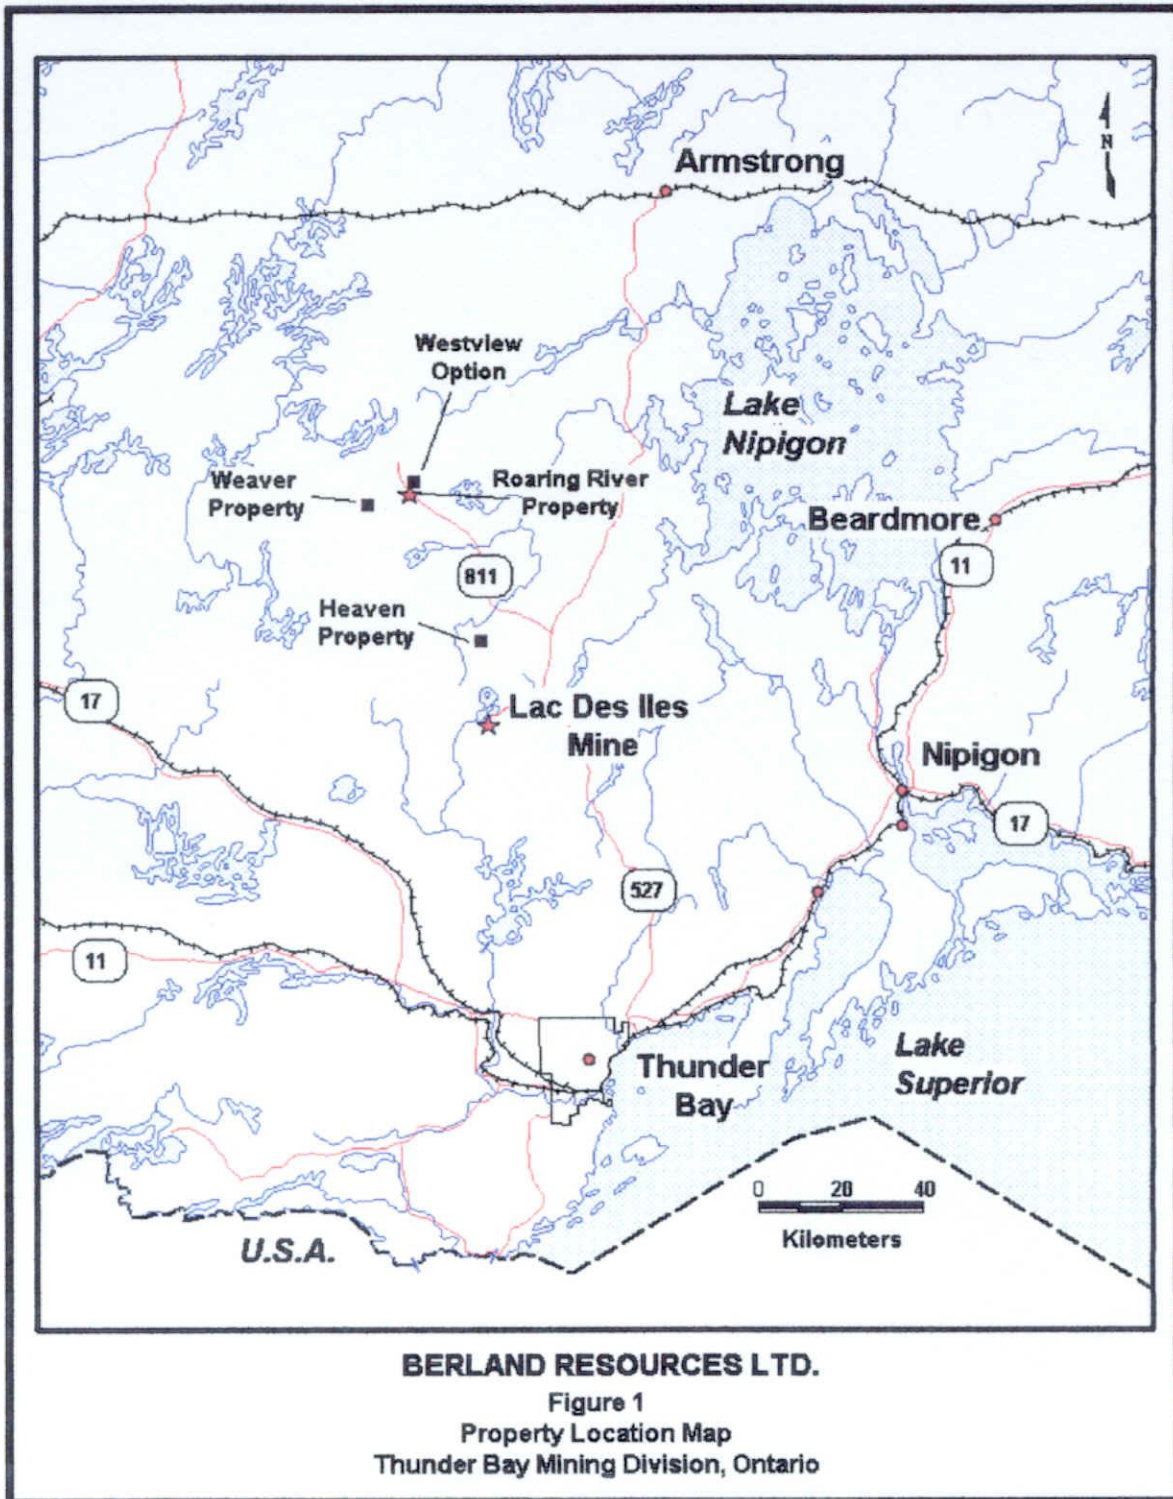 Armstrong
N
Westview
Option
Lake
Nipigon
Weaver
Property
Roaring River
Property
Beardmore
811
11
Heaven
Property
17
Lac Des Iles
Mine
Nipigon
17
527
11
Thunder
Bay
Lake
Superior
0 20 40
Kilometers
U.S.A.
BERLAND RESOURCES LTD.
Figure 1
Property Location Map
Thunder Bay Mining Division, Ontario